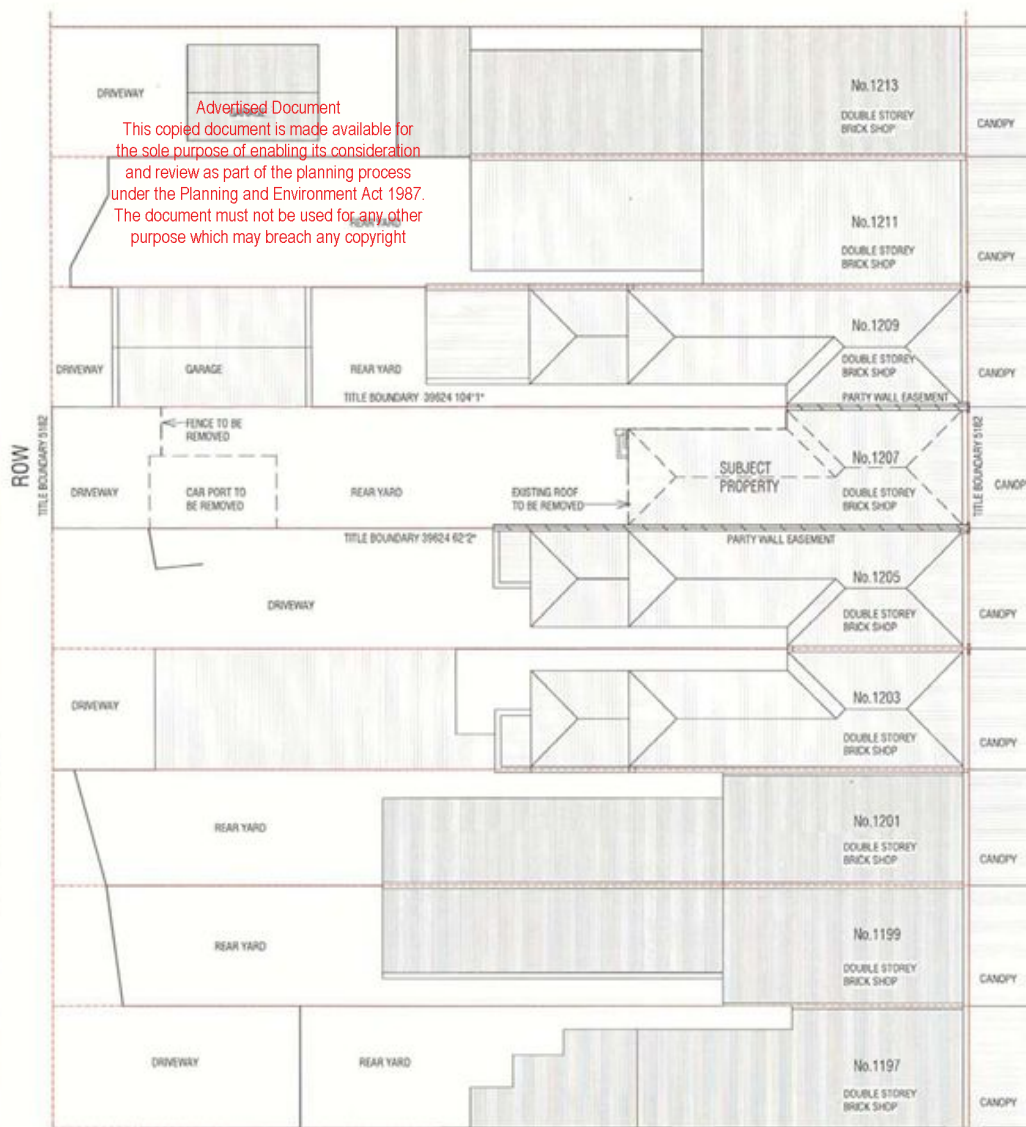 DRIVEWAY
GARAGE
Advertised Document
This copied document is made available for
the sole purpose of enabling its consideration
and review as part of the planning process
under the Planning and Environment Act 1987.
The document must not be used for any other
purpose which may breach any copyright
No.1213
DOUBLE STOREY
BRICK SHOP
CANOPY
REAR YARD
No.1211
DOUBLE STOREY
BRICK SHOP
CANOPY
DRIVEWAY
GARAGE
REAR YARD
No.1209
DOUBLE STOREY
BRICK SHOP
CANOPY
TITLE BOUNDARY 39624 104°1"
PARTY WALL EASEMENT
ROW
TITLE BOUNDARY 5182
FENCE TO BE
REMOVED
DRIVEWAY
CAR PORT TO
BE REMOVED
REAR YARD
EXISTING ROOF
TO BE REMOVED
SUBJECT
PROPERTY
No.1207
DOUBLE STOREY
BRICK SHOP
TITLE BOUNDARY 5182
CANOP
TITLE BOUNDARY 39624 62°2"
PARTY WALL EASEMENT
DRIVEWAY
No.1205
DOUBLE STOREY
BRICK SHOP
CANOPY
DRIVEWAY
No.1203
DOUBLE STOREY
BRICK SHOP
CANOPY
REAR YARD
No.1201
DOUBLE STOREY
BRICK SHOP
CANOPY
REAR YARD
No.1199
DOUBLE STOREY
BRICK SHOP
CANOPY
DRIVEWAY
REAR YARD
No.1197
DOUBLE STOREY
BRICK SHOP
CANOPY